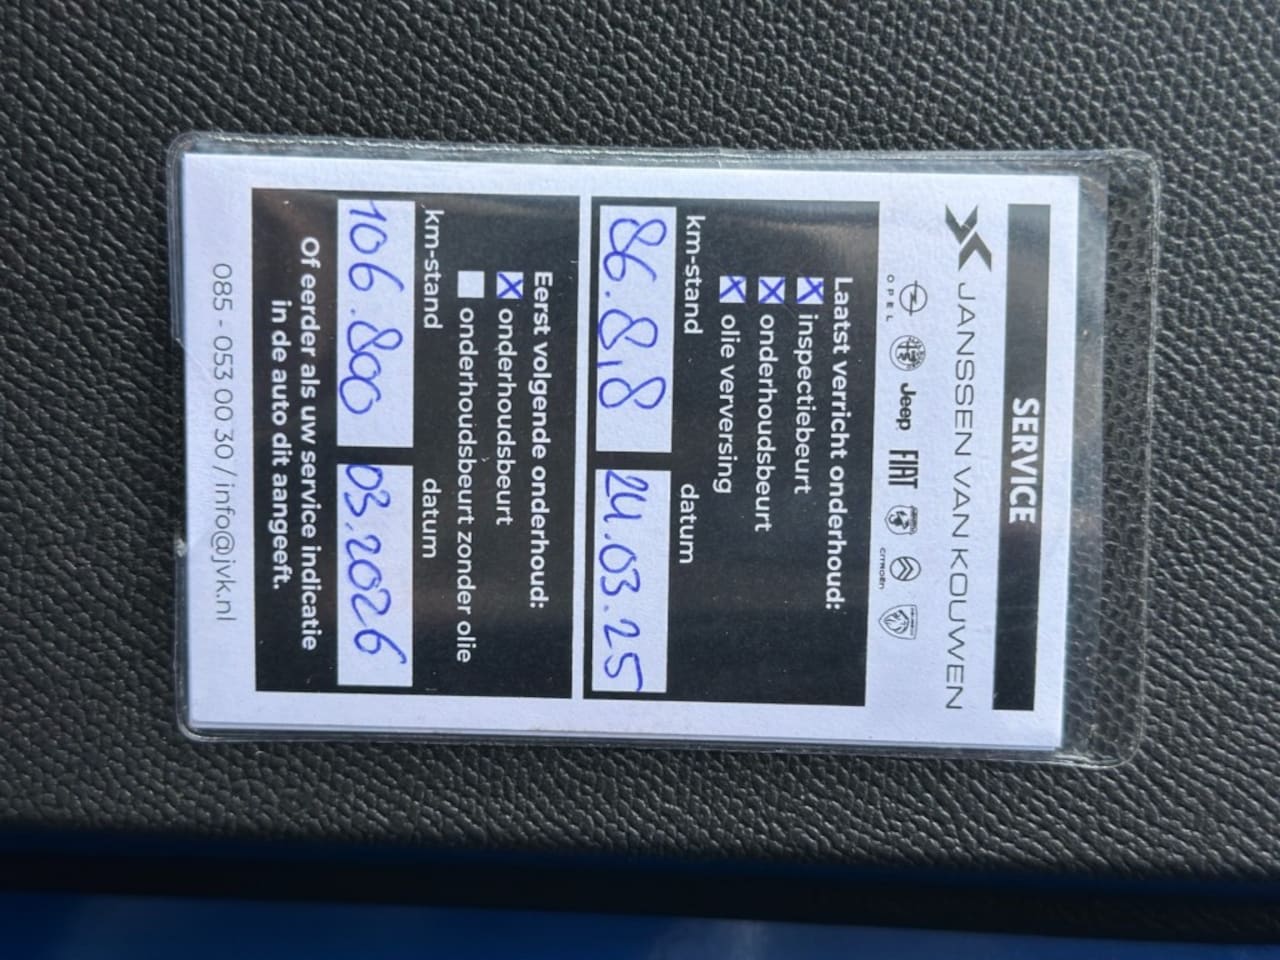 SERVICE
JANSSEN VAN KOUWEN
OPEL Jeep FIAT CITROËN PEUGEOT
Laatst verricht onderhoud:
X inspectiebeurt
X onderhoudsbeurt
X olie verversing
km-stand datum
86.818 24.03.25
Eerst volgende onderhoud:
X onderhoudsbeurt
onderhoudsbeurt zonder olie
km-stand datum
106.800 03.2026
Of eerder als uw service indicatie
in de auto dit aangeeft.
085 - 053 00 30 / info@jvk.nl